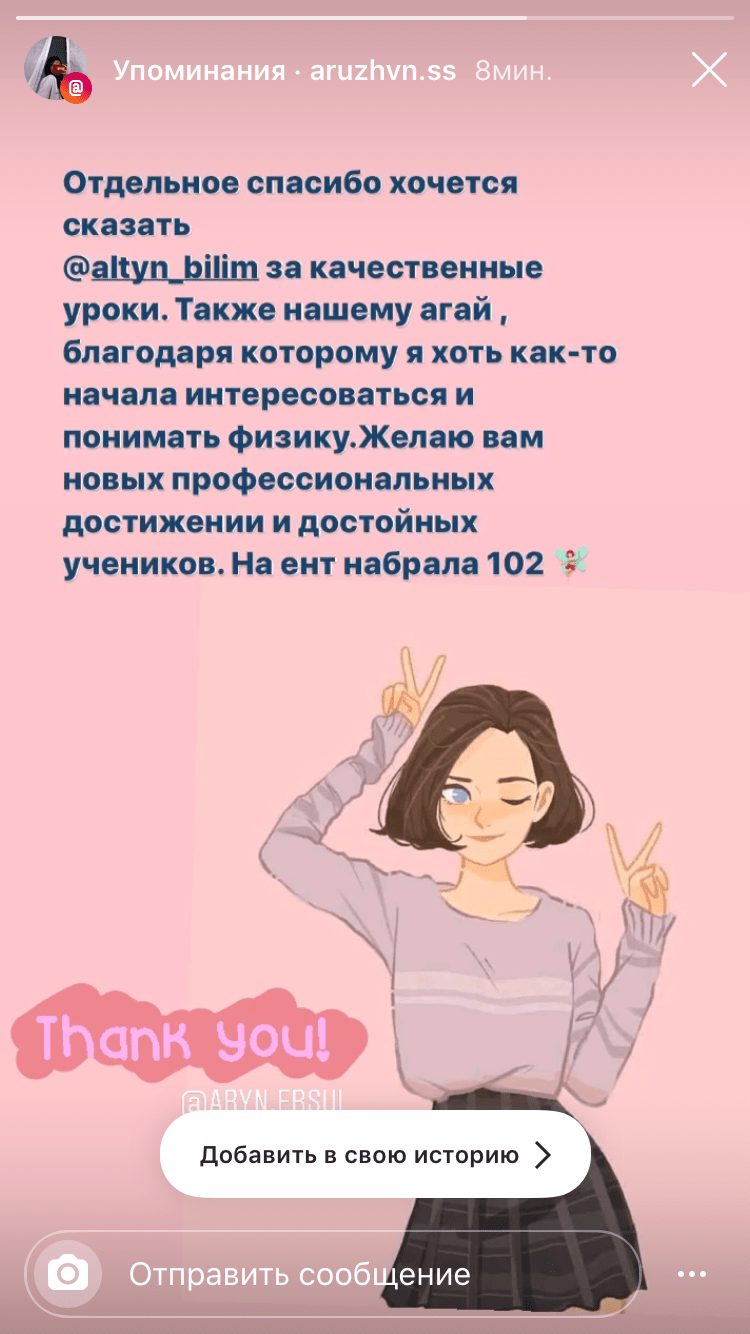 Упоминания · aruzhvn.ss 8мин.
Отдельное спасибо хочется
сказать
@altyn_bilim за качественные
уроки. Также нашему агай ,
благодаря которому я хоть как-то
начала интересоваться и
понимать физику.Желаю вам
новых профессиональных
достижении и достойных
учеников. На ент набрала 102
Thank you!
@ARYN.ERSUL
Добавить в свою историю
Отправить сообщение